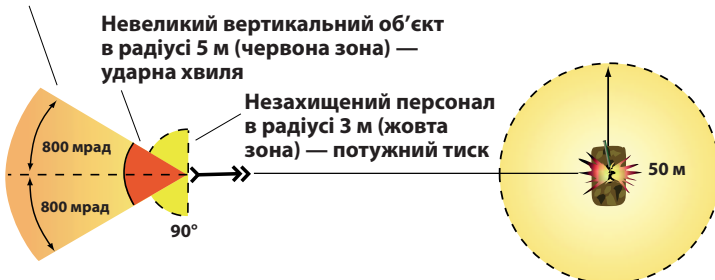 Невеликий вертикальний об’єкт
в радіусі 5 м (червона зона) —
ударна хвиля
Незахищений персонал
в радіусі 3 м (жовта
зона) — потужний тиск
800 мрад
800 мрад
90°
50 м